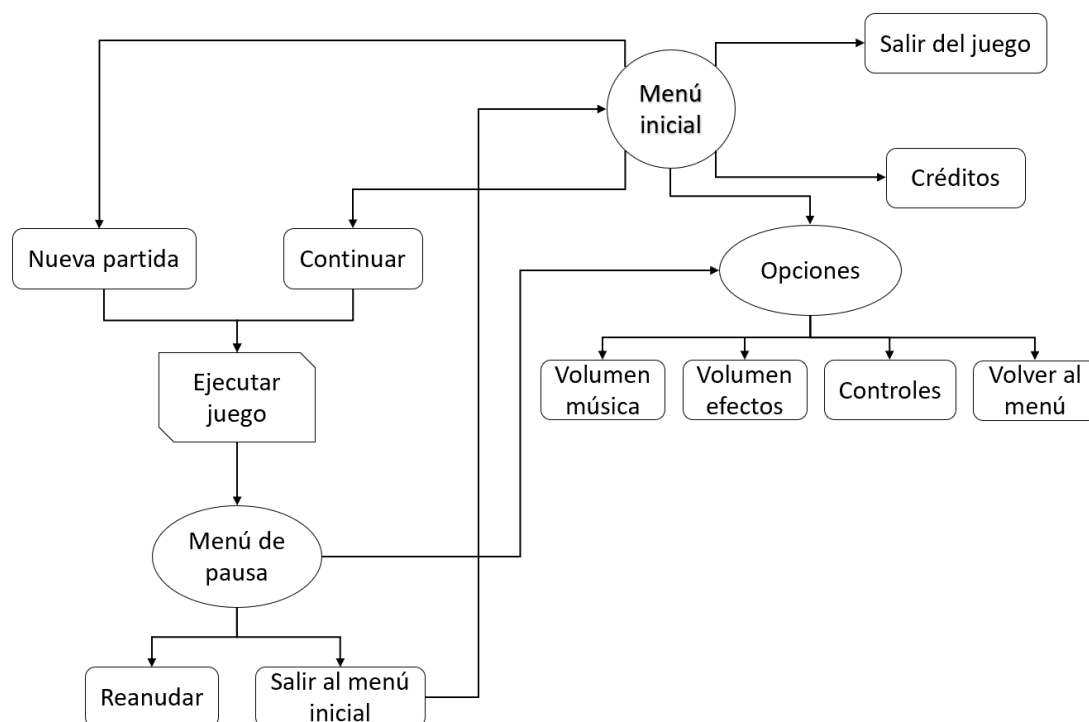 Salir del juego
Menú
inicial
Créditos
Nueva partida
Continuar
Opciones
Ejecutar
juego
Volumen
música
Volumen
efectos
Controles
Volver al
menú
Menú de
pausa
Reanudar
Salir al menú
inicial